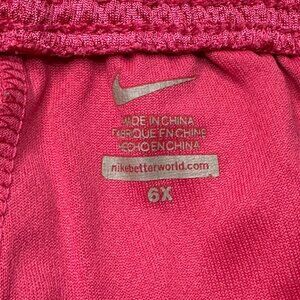 MADE IN CHINA
FABRIQUE EN CHINE
HECHO EN CHINA
nikebetterworld.com
6X